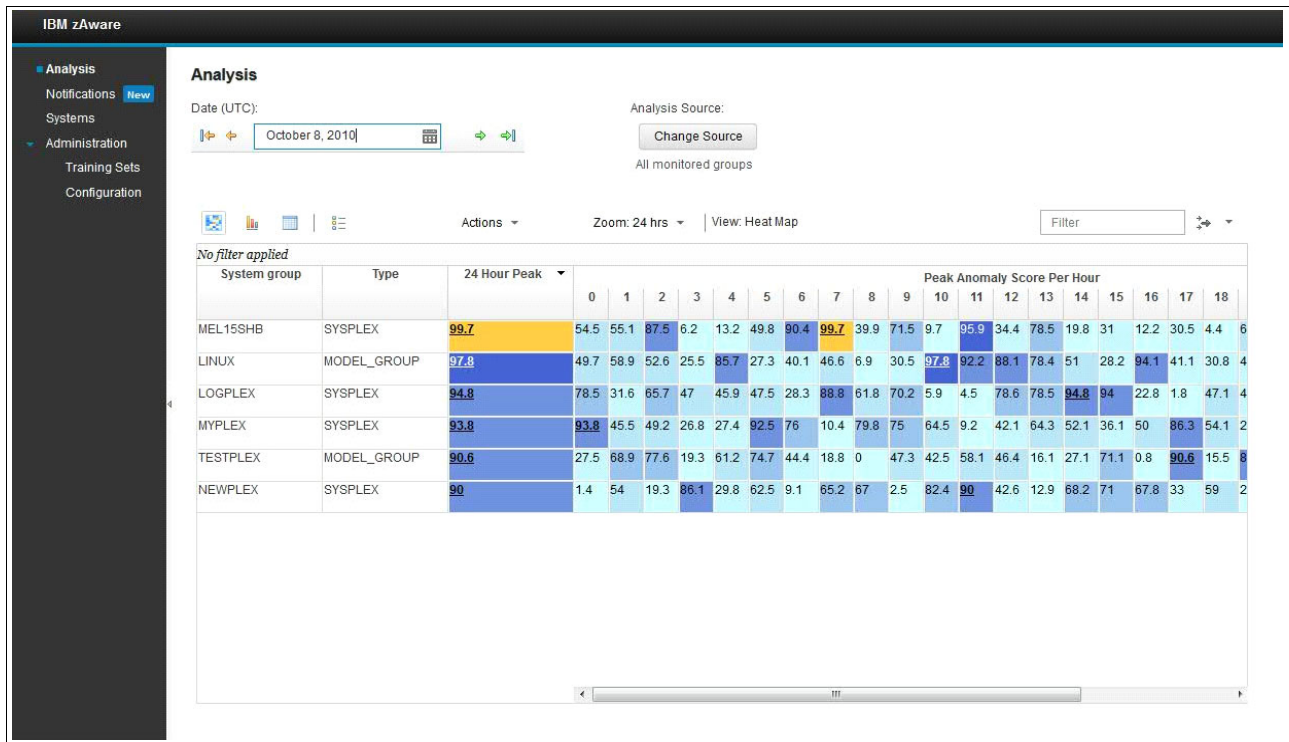 IBM zAware
Analysis
Notifications New
Systems
Administration
Training Sets
Configuration
Analysis
Date (UTC):
October 8, 2010
Analysis Source:
Change Source
All monitored groups
Actions
Zoom: 24 hrs
View: Heat Map
Filter
No filter applied
System group Type 24 Hour Peak Peak Anomaly Score Per Hour
0 1 2 3 4 5 6 7 8 9 10 11 12 13 14 15 16 17 18
MEL15SHB SYSPLEX 99.7 54.5 55.1 87.5 6.2 13.2 49.8 90.4 99.7 39.9 71.5 9.7 95.9 34.4 78.5 19.8 31 12.2 30.5 4.4 6
LINUX MODEL_GROUP 97.8 49.7 58.9 52.6 25.5 85.7 27.3 40.1 46.6 6.9 30.5 97.8 92.2 88.1 78.4 51 28.2 94.1 41.1 30.8 4
LOGPLEX SYSPLEX 94.8 78.5 31.6 65.7 47 45.9 47.5 28.3 88.8 61.8 70.2 5.9 4.5 78.6 78.5 94.8 94 22.8 1.8 47.1 4
MYPLEX SYSPLEX 93.8 93.8 45.5 49.2 26.8 27.4 92.5 76 10.4 79.8 75 64.5 9.2 42.1 64.3 52.1 36.1 50 86.3 54.1 2
TESTPLEX MODEL_GROUP 90.6 27.5 68.9 77.6 19.3 61.2 74.7 44.4 18.8 0 47.3 42.5 58.1 46.4 16.1 27.1 71.1 0.8 90.6 15.5 8
NEWPLEX SYSPLEX 90 1.4 54 19.3 86.1 29.8 62.5 9.1 65.2 67 2.5 82.4 90 42.6 12.9 68.2 71 67.8 33 59 2